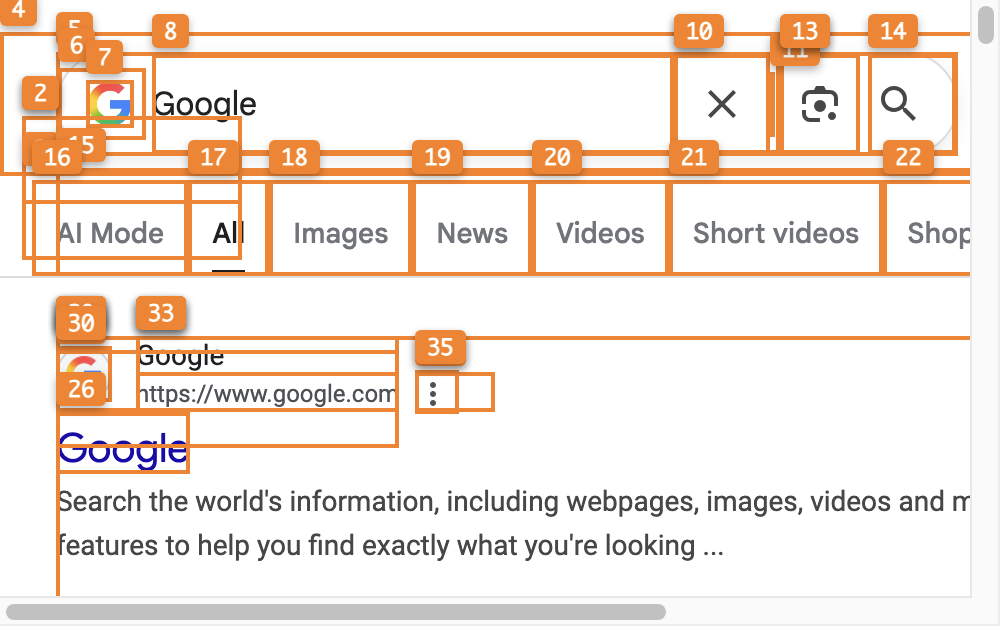 4
5
6
7
8
10
11
13
14
2
Google
15
16
17
18
19
20
21
22
AI Mode
All
Images
News
Videos
Short videos
Shop
30
33
Google
35
26
https://www.google.com
Google
Search the world's information, including webpages, images, videos and m
features to help you find exactly what you're looking ...